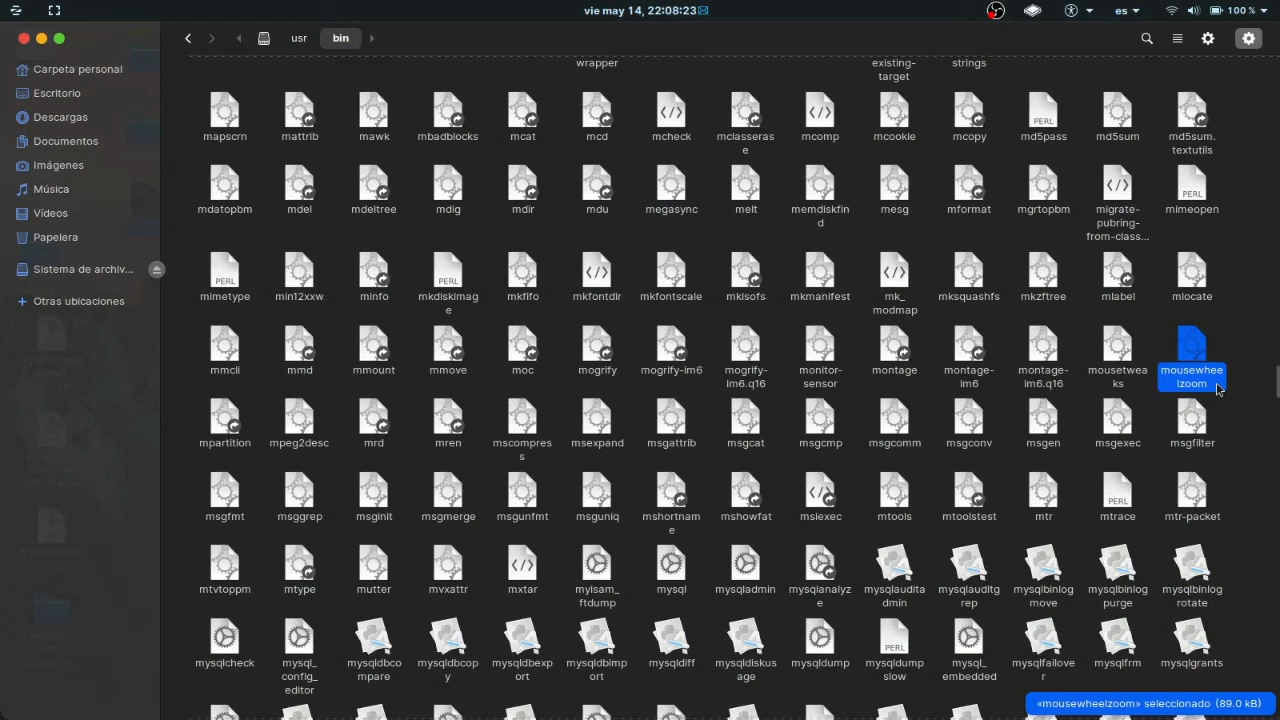 vie may 14, 22:08:23
es
100 %
usr
bin
Carpeta personal
Escritorio
Descargas
Documentos
Imágenes
Música
Vídeos
Papelera
Sistema de archiv...
Otras ubicaciones
wrapper
existing-
target
strings
mapscrn
mattrib
mawk
mbadblocks
mcat
mcd
mcheck
mclasseras
e
mcomp
mcookie
mcopy
PERL
md5pass
md5sum
md5sum.
textutils
mdatopbm
mdel
mdeltree
mdig
mdir
mdu
megasync
melt
memdiskfin
d
mesg
mformat
mgrtopbm
migrate-
pubring-
from-class...
PERL
mimeopen
PERL
mimetype
min12xxw
minfo
PERL
mkdiskimag
e
mkfifo
mkfontdir
mkfontscale
mkisofs
mkmanifest
mk_
modmap
mksquashfs
mkzftree
mlabel
mlocate
mmcli
mmd
mmount
mmove
moc
mogrify
mogrify-im6
mogrify-
im6.q16
monitor-
sensor
montage
montage-
im6
montage-
im6.q16
mousetwea
ks
mousewhee
lzoom
mpartition
mpeg2desc
mrd
mren
mscompres
s
msexpand
msgattrib
msgcat
msgcmp
msgcomm
msgconv
msgen
msgexec
msgfilter
msgfmt
msggrep
msginit
msgmerge
msgunfmt
msguniq
mshortnam
e
mshowfat
msiexec
mtools
mtoolstest
mtr
PERL
mtrace
mtr-packet
mtvtoppm
mtype
mutter
mvxattr
mxtar
myisam_
ftdump
mysql
mysqladmin
mysqlanalyz
e
mysqlaudita
dmin
mysqlauditg
rep
mysqlbinlog
move
mysqlbinlog
purge
mysqlbinlog
rotate
mysqlcheck
mysql_
config_
editor
mysqldbco
mpare
mysqldbcop
y
mysqldbexp
ort
mysqldbimp
ort
mysqldiff
mysqldiskus
age
mysqldump
PERL
mysqldump
slow
mysql_
embedded
mysqlfailove
r
mysqlfrm
mysqlgrants
«mousewheelzoom» seleccionado (89.0 kB)